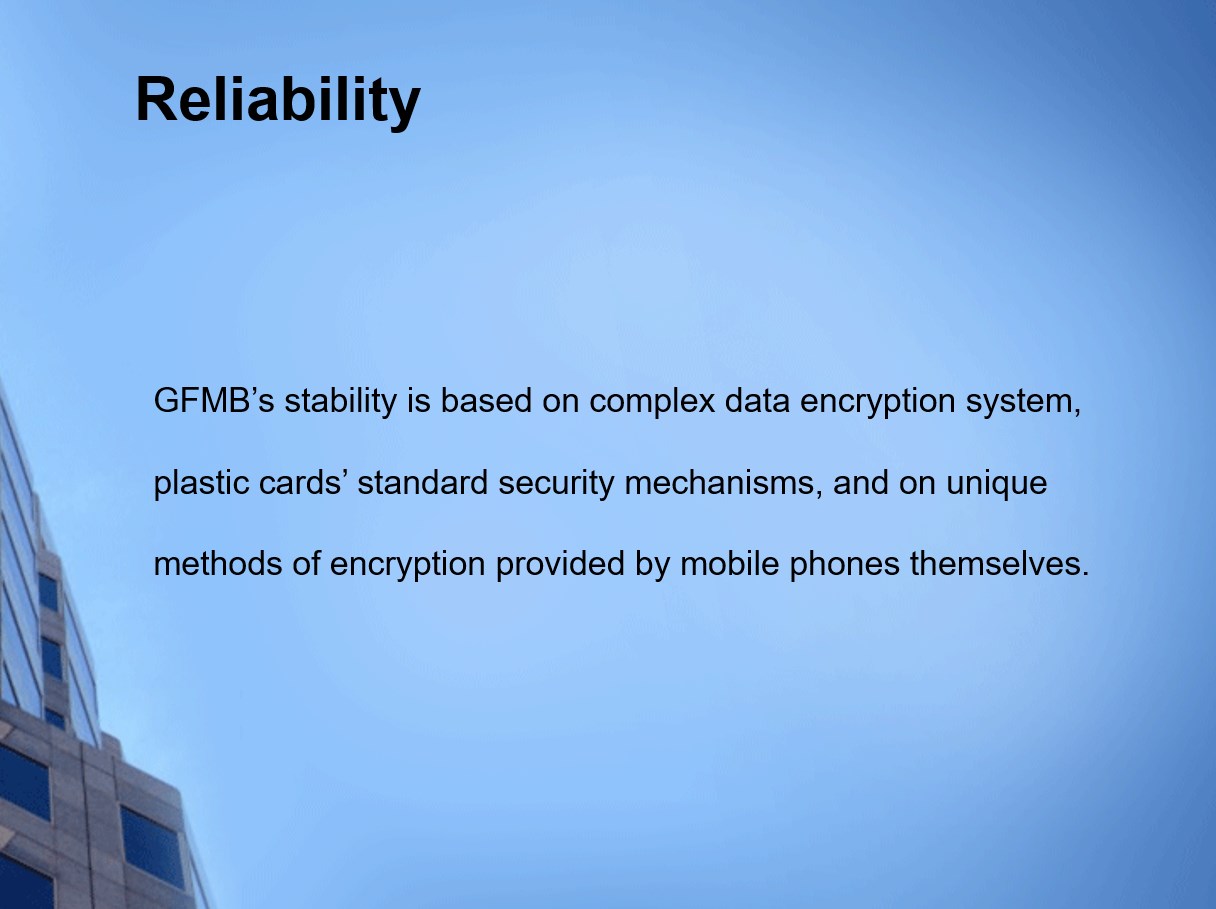 Reliability
GFMB’s stability is based on complex data encryption system,
plastic cards’ standard security mechanisms, and on unique
methods of encryption provided by mobile phones themselves.